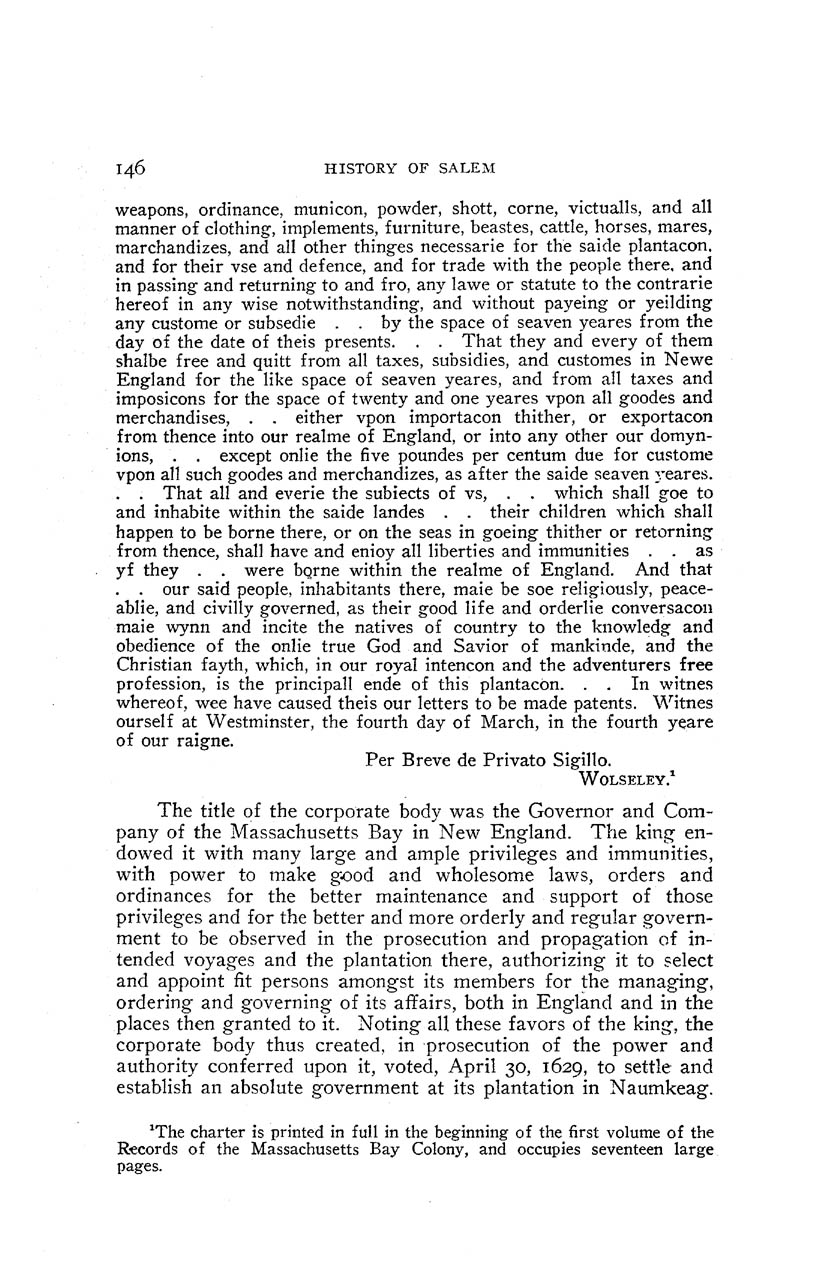 146 HISTORY OF SALEM
weapons, ordinance, municon, powder, shott, corne, victualls, and all
manner of clothing, implements, furniture, beastes, cattle, horses, mares,
marchandizes, and all other thinges necessarie for the saide plantacon.
and for their vse and defence, and for trade with the people there. and
in passing and returning to and fro, any lawe or statute to the contrarie
hereof in any wise notwithstanding, and without payeing or yeilding
any custome or subsedie . . by the space of seaven yeares from the
day of the date of theis presents. . . That they and every of them
shalbe free and quitt from all taxes, subsidies, and customes in Newe
England for the like space of seaven yeares, and from all taxes and
imposicons for the space of twenty and one yeares vpon all goodes and
merchandises, . . either vpon importacon thither, or exportacon
from thence into our realme of England, or into any other our domyn-
ions, . . except onlie the five poundes per centum due for custome
vpon all such goodes and merchandizes, as after the saide seaven yeares.
. . That all and everie the subiects of vs, . . which shall goe to
and inhabite within the saide landes . . their children which shall
happen to be borne there, or on the seas in goeing thither or retorning
from thence, shall have and enioy all liberties and immunities . . as
yf they . . were borne within the realme of England. And that
. . our said people, inhabitants there, maie be soe religiously, peace-
ablie, and civilly governed, as their good life and orderlie conversacon
maie wynn and incite the natives of country to the knowledg and
obedience of the onlie true God and Savior of mankinde, and the
Christian fayth, which, in our royal intencon and the adventurers free
profession, is the principall ende of this plantacon. . . In witnes
whereof, wee have caused theis our letters to be made patents. Witnes
ourself at Westminster, the fourth day of March, in the fourth yeare
of our raigne.
Per Breve de Privato Sigillo.
WOLSELEY.¹
The title of the corporate body was the Governor and Com-
pany of the Massachusetts Bay in New England. The king en-
dowed it with many large and ample privileges and immunities,
with power to make good and wholesome laws, orders and
ordinances for the better maintenance and support of those
privileges and for the better and more orderly and regular govern-
ment to be observed in the prosecution and propagation of in-
tended voyages and the plantation there, authorizing it to select
and appoint fit persons amongst its members for the managing,
ordering and governing of its affairs, both in England and in the
places then granted to it. Noting all these favors of the king, the
corporate body thus created, in prosecution of the power and
authority conferred upon it, voted, April 30, 1629, to settle and
establish an absolute government at its plantation in Naumkeag.
¹The charter is printed in full in the beginning of the first volume of the
Records of the Massachusetts Bay Colony, and occupies seventeen large
pages.